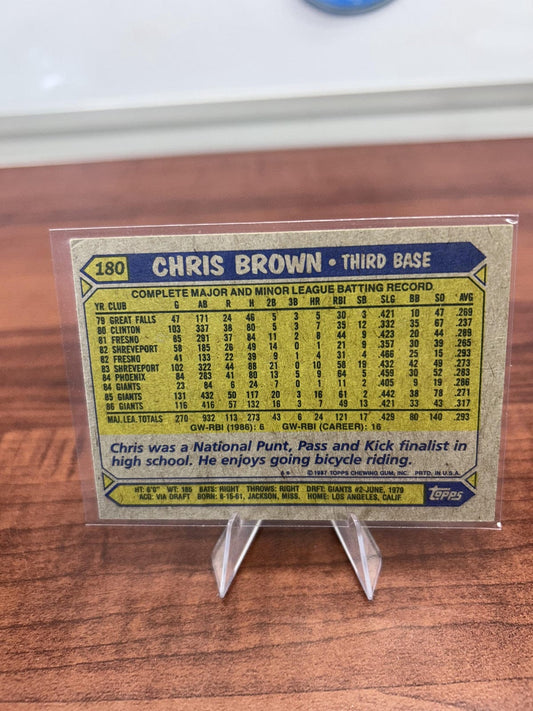 180 CHRIS BROWN • THIRD BASE
COMPLETE MAJOR AND MINOR LEAGUE BATTING RECORD
YR. CLUB G AB R H 2B 3B HR RBI SB SLG BB SO AVG
79 GREAT FALLS 47 171 24 46 5 3 5 30 3 .421 10 47 .269
80 CLINTON 103 337 38 80 5 3 7 35 12 .332 35 67 .237
81 FRESNO 85 291 37 84 11 2 8 44 9 .423 15 39 .289
82 SHREVEPORT 58 185 26 49 14 0 1 21 9 .357 30 39 .265
82 FRESNO 41 133 22 39 9 1 4 31 4 .466 25 15 .293
83 SHREVEPORT 102 322 44 88 21 0 10 58 19 .432 42 49 .273
84 PHOENIX 84 283 41 80 13 5 9 64 5 .459 30 52 .283
84 GIANTS 23 84 6 24 7 0 1 11 2 .405 9 19 .286
85 GIANTS 131 432 50 117 20 3 16 61 2 .442 38 78 .271
86 GIANTS 116 416 57 132 16 3 7 49 13 .421 33 43 .317
MAJ. LEA. TOTALS 270 932 113 273 43 6 24 121 17 .429 80 140 .293
GW-RBI (1986): 6 GW-RBI (CAREER): 16
Chris was a National Punt, Pass and Kick finalist in
high school. He enjoys going bicycle riding.
© 1987 TOPPS CHEWING GUM, INC. PRTD. IN U.S.A.
HT: 6'0" WT: 185 BATS: RIGHT THROWS: RIGHT DRFT: GIANTS #2-JUNE, 1979
ACQ: VIA DRAFT BORN: 8-15-61, JACKSON, MISS. HOME: LOS ANGELES, CALIF.
TOPPS